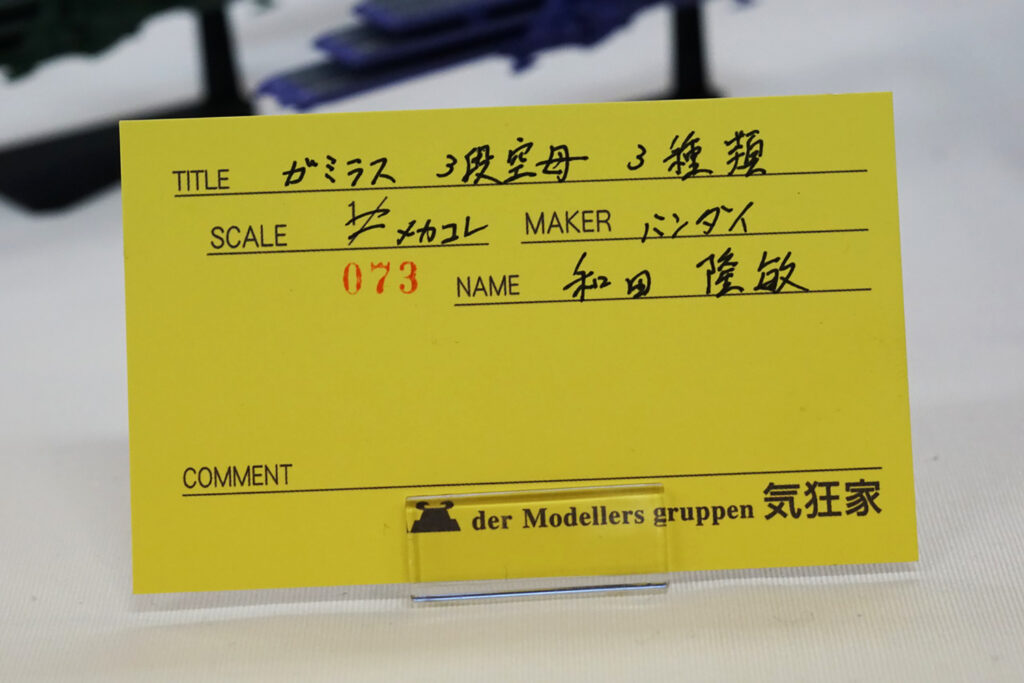 TITLE ガミラス 3段空母 3種類
SCALE 1/ メカコレ MAKER バンダイ
073 NAME 和田 隆敏
COMMENT
der Modellers gruppen 気狂家